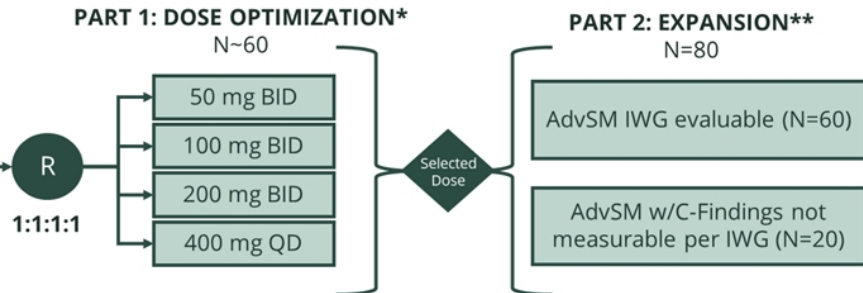 PART 1: DOSE OPTIMIZATION*
N~60
R
1:1:1:1
50 mg BID
100 mg BID
200 mg BID
400 mg QD
Selected
Dose
PART 2: EXPANSION**
N=80
AdvSM IWG evaluable (N=60)
AdvSM w/C-Findings not
measurable per IWG (N=20)